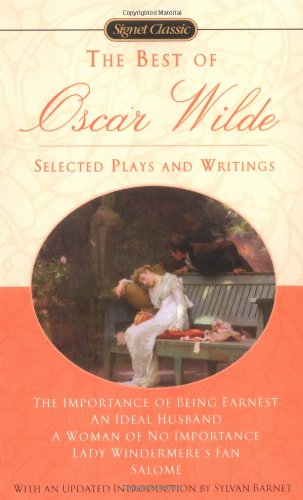 Signet Classic
THE BEST OF
Oscar Wilde
SELECTED PLAYS AND WRITINGS
THE IMPORTANCE OF BEING EARNEST
AN IDEAL HUSBAND
A WOMAN OF NO IMPORTANCE
LADY WINDERMERE'S FAN
SALOMÉ
WITH AN UPDATED INTRODUCTION BY SYLVAN BARNET